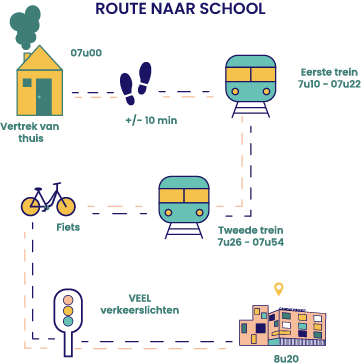 ROUTE NAAR SCHOOL
07u00
Eerste trein
7u10 - 07u22
+/- 10 min
Vertrek van
thuis
Fiets
Tweede trein
7u26 - 07u54
VEEL
verkeerslichten
8u20